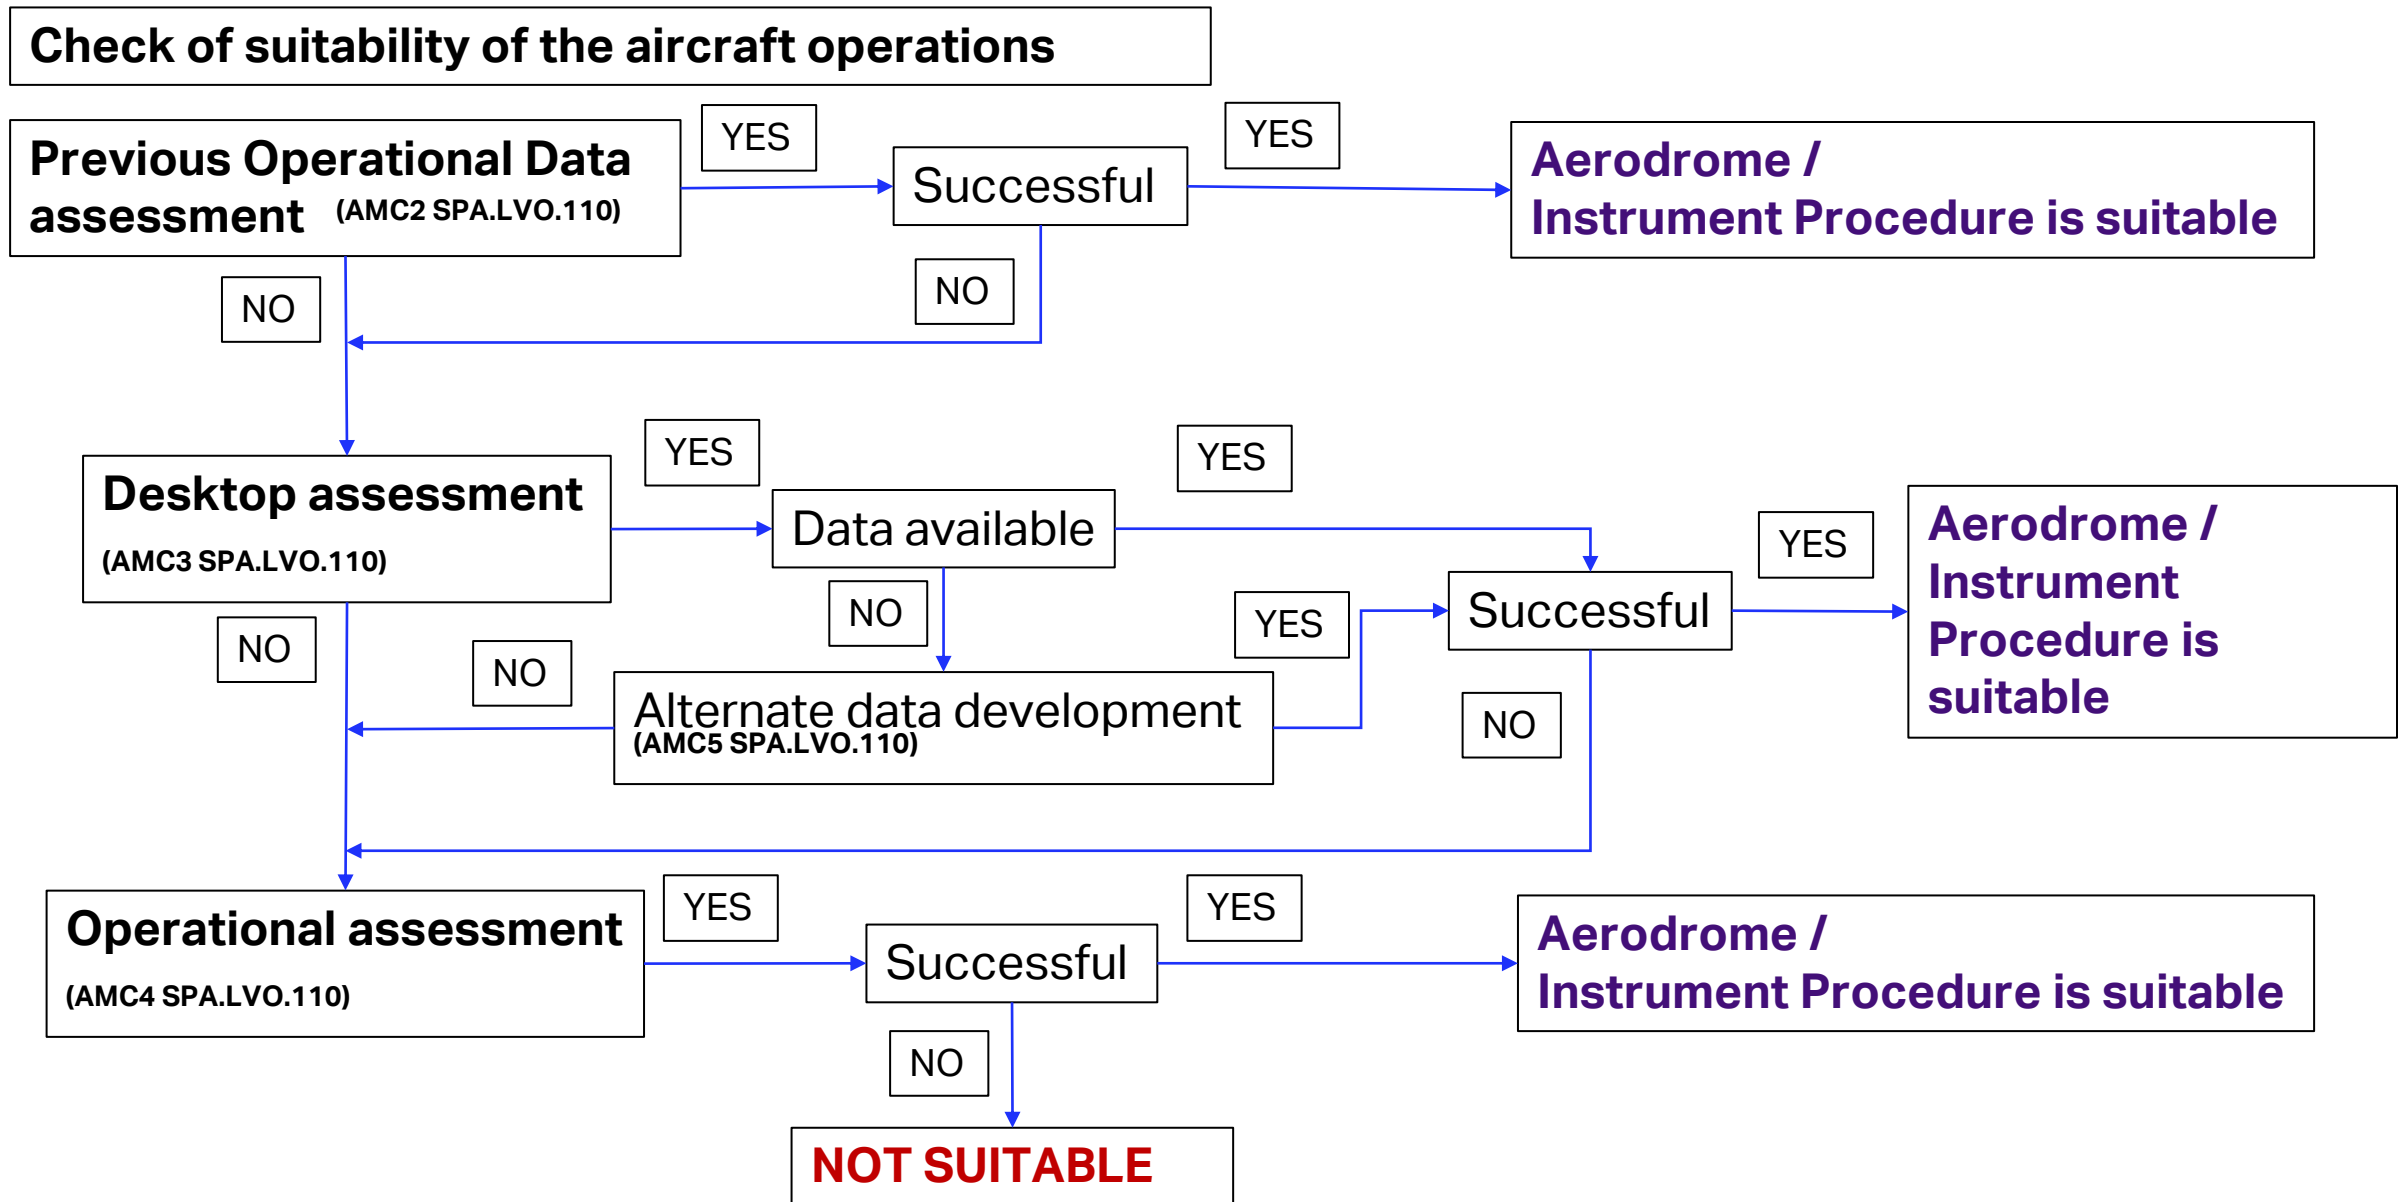 Check of suitability of the aircraft operations
Previous Operational Data
assessment (AMC2 SPA.LVO.110)
YES
Successful
YES
Aerodrome /
Instrument Procedure is suitable
NO
NO
Desktop assessment
(AMC3 SPA.LVO.110)
YES
Data available
YES
Successful
YES
Aerodrome /
Instrument
Procedure is
suitable
NO
NO
NO
Alternate data development
(AMC5 SPA.LVO.110)
YES
NO
Operational assessment
(AMC4 SPA.LVO.110)
YES
Successful
YES
Aerodrome /
Instrument Procedure is suitable
NO
NOT SUITABLE